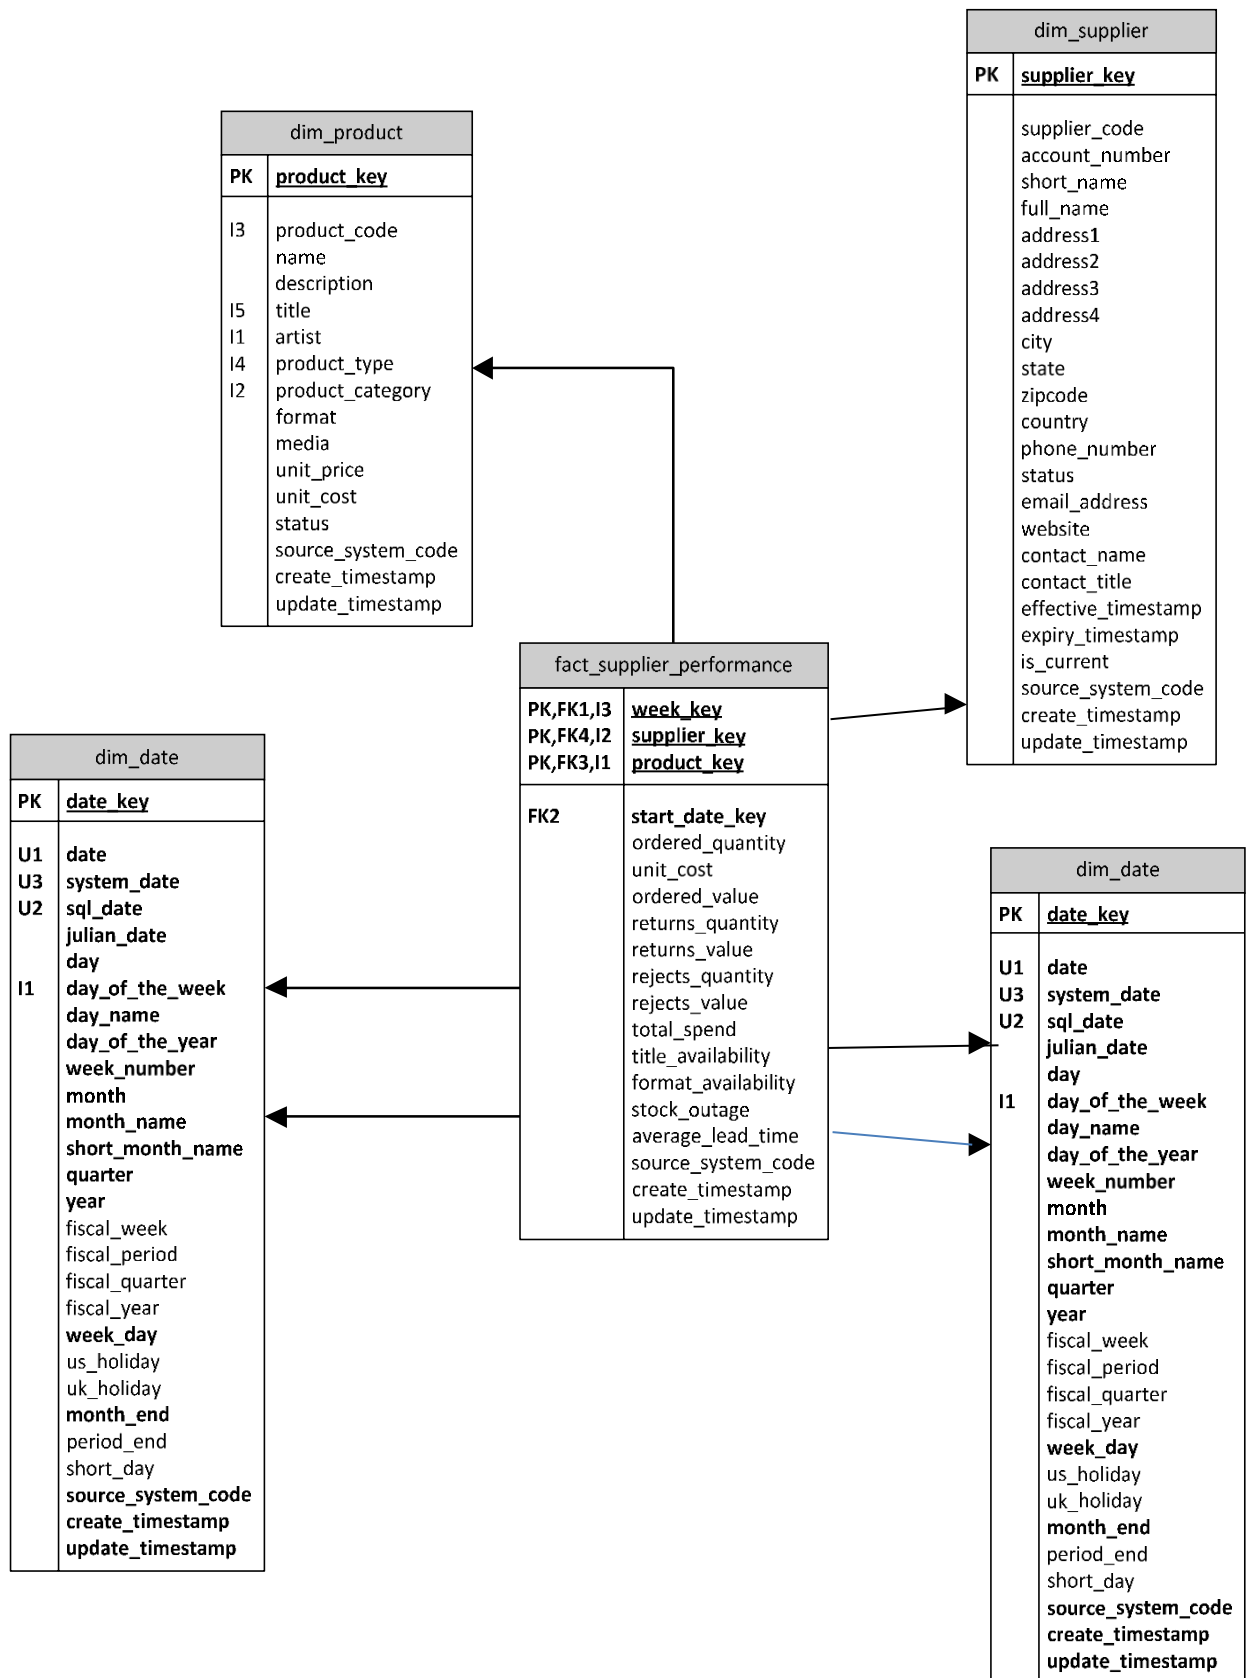 dim_supplier
PK supplier_key
supplier_code
account_number
short_name
full_name
address1
address2
address3
address4
city
state
zipcode
country
phone_number
status
email_address
website
contact_name
contact_title
effective_timestamp
expiry_timestamp
is_current
source_system_code
create_timestamp
update_timestamp
dim_product
PK product_key
I3 product_code
name
description
I5 title
I1 artist
I4 product_type
I2 product_category
format
media
unit_price
unit_cost
status
source_system_code
create_timestamp
update_timestamp
fact_supplier_performance
PK,FK1,I3 week_key
PK,FK4,I2 supplier_key
PK,FK3,I1 product_key
FK2 start_date_key
ordered_quantity
unit_cost
ordered_value
returns_quantity
returns_value
rejects_quantity
rejects_value
total_spend
title_availability
format_availability
stock_outage
average_lead_time
source_system_code
create_timestamp
update_timestamp
dim_date
PK date_key
U1 date
U3 system_date
U2 sql_date
julian_date
day
I1 day_of_the_week
day_name
day_of_the_year
week_number
month
month_name
short_month_name
quarter
year
fiscal_week
fiscal_period
fiscal_quarter
fiscal_year
week_day
us_holiday
uk_holiday
month_end
period_end
short_day
source_system_code
create_timestamp
update_timestamp
dim_date
PK date_key
U1 date
U3 system_date
U2 sql_date
julian_date
day
I1 day_of_the_week
day_name
day_of_the_year
week_number
month
month_name
short_month_name
quarter
year
fiscal_week
fiscal_period
fiscal_quarter
fiscal_year
week_day
us_holiday
uk_holiday
month_end
period_end
short_day
source_system_code
create_timestamp
update_timestamp